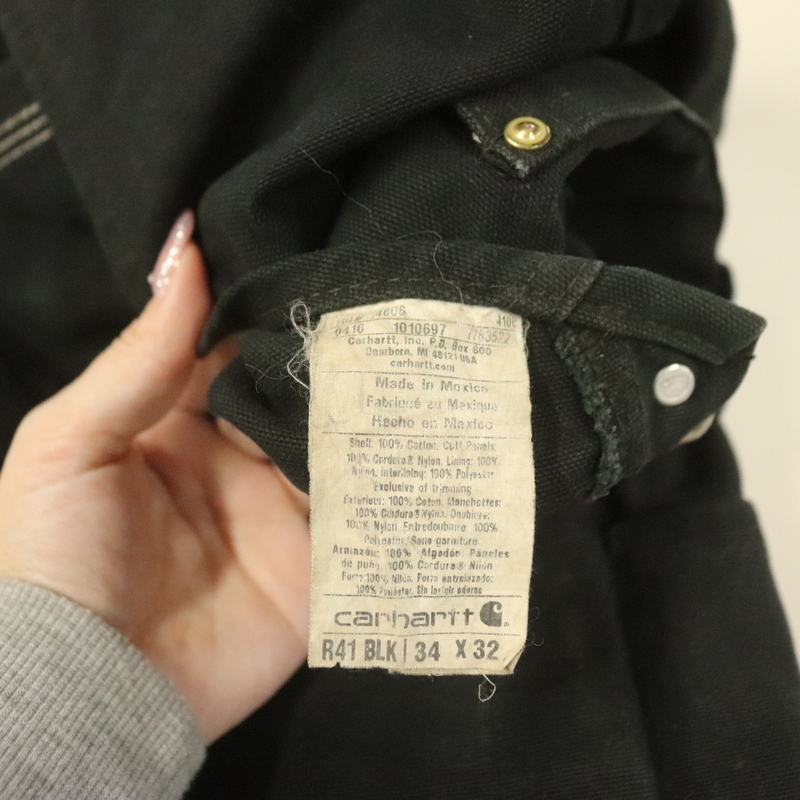 4806 4106
0416 1010697 7783522
Carhartt, Inc. P.O. Box 600
Dearborn, MI 48121 USA
carhartt.com
Made in Mexico
Fabriqué au Mexique
Hecho en Mexico
Shell: 100% Cotton. Cuff Panels:
100% Cordura® Nylon. Lining: 100%
Nylon. Interlining: 100% Polyester
Exclusive of trimming
Extérieur: 100% Coton. Manchettes:
100% Cordura® Nylon. Doublure:
100% Nylon Entredoublure: 100%
Polyester. Sans garniture
Armazón: 100% Algodón Paneles
de puño 100% Cordura® Nilón
Forro: 100% Nilón. Forro entrelazado:
100% Poliéster. Sin incluir adorno
carhartt
R41 BLK 34 X 32